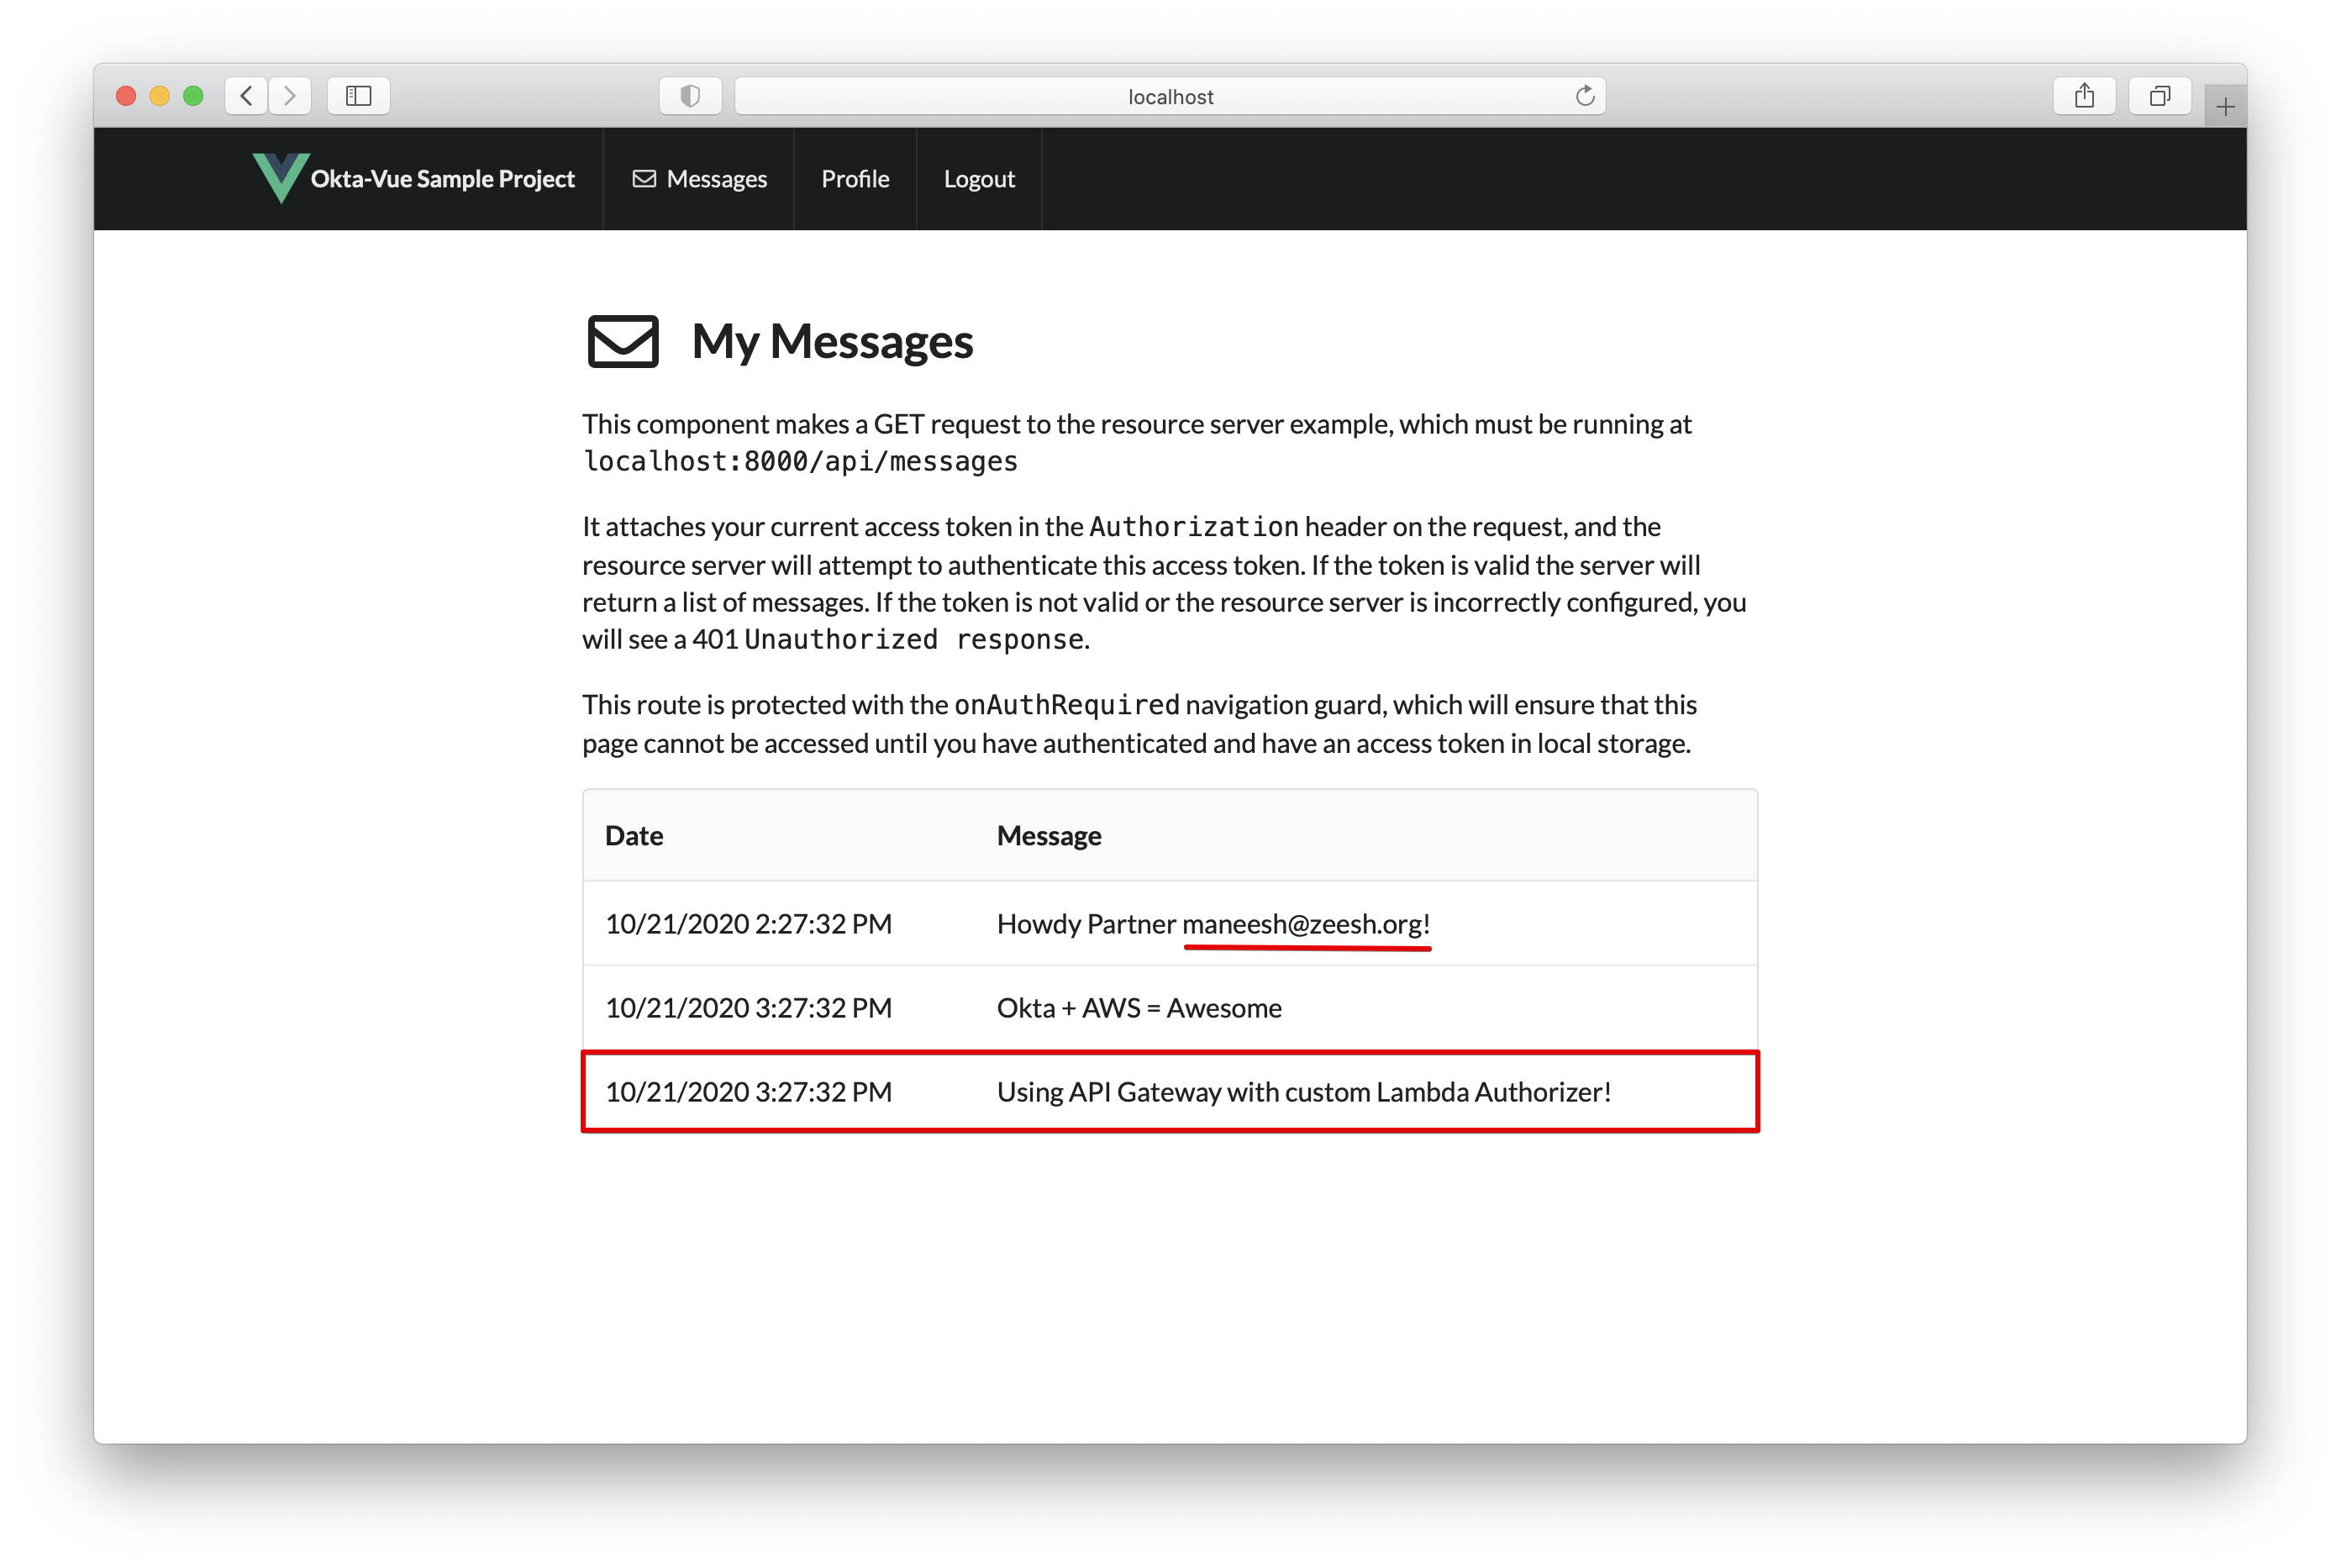 localhost
Okta-Vue Sample Project
Messages
Profile
Logout
My Messages
This component makes a GET request to the resource server example, which must be running at
localhost:8000/api/messages
It attaches your current access token in the Authorization header on the request, and the
resource server will attempt to authenticate this access token. If the token is valid the server will
return a list of messages. If the token is not valid or the resource server is incorrectly configured, you
will see a 401 Unauthorized response.
This route is protected with the onAuthRequired navigation guard, which will ensure that this
page cannot be accessed until you have authenticated and have an access token in local storage.
Date Message
10/21/2020 2:27:32 PM Howdy Partner maneesh@zeesh.org!
10/21/2020 3:27:32 PM Okta + AWS = Awesome
10/21/2020 3:27:32 PM Using API Gateway with custom Lambda Authorizer!